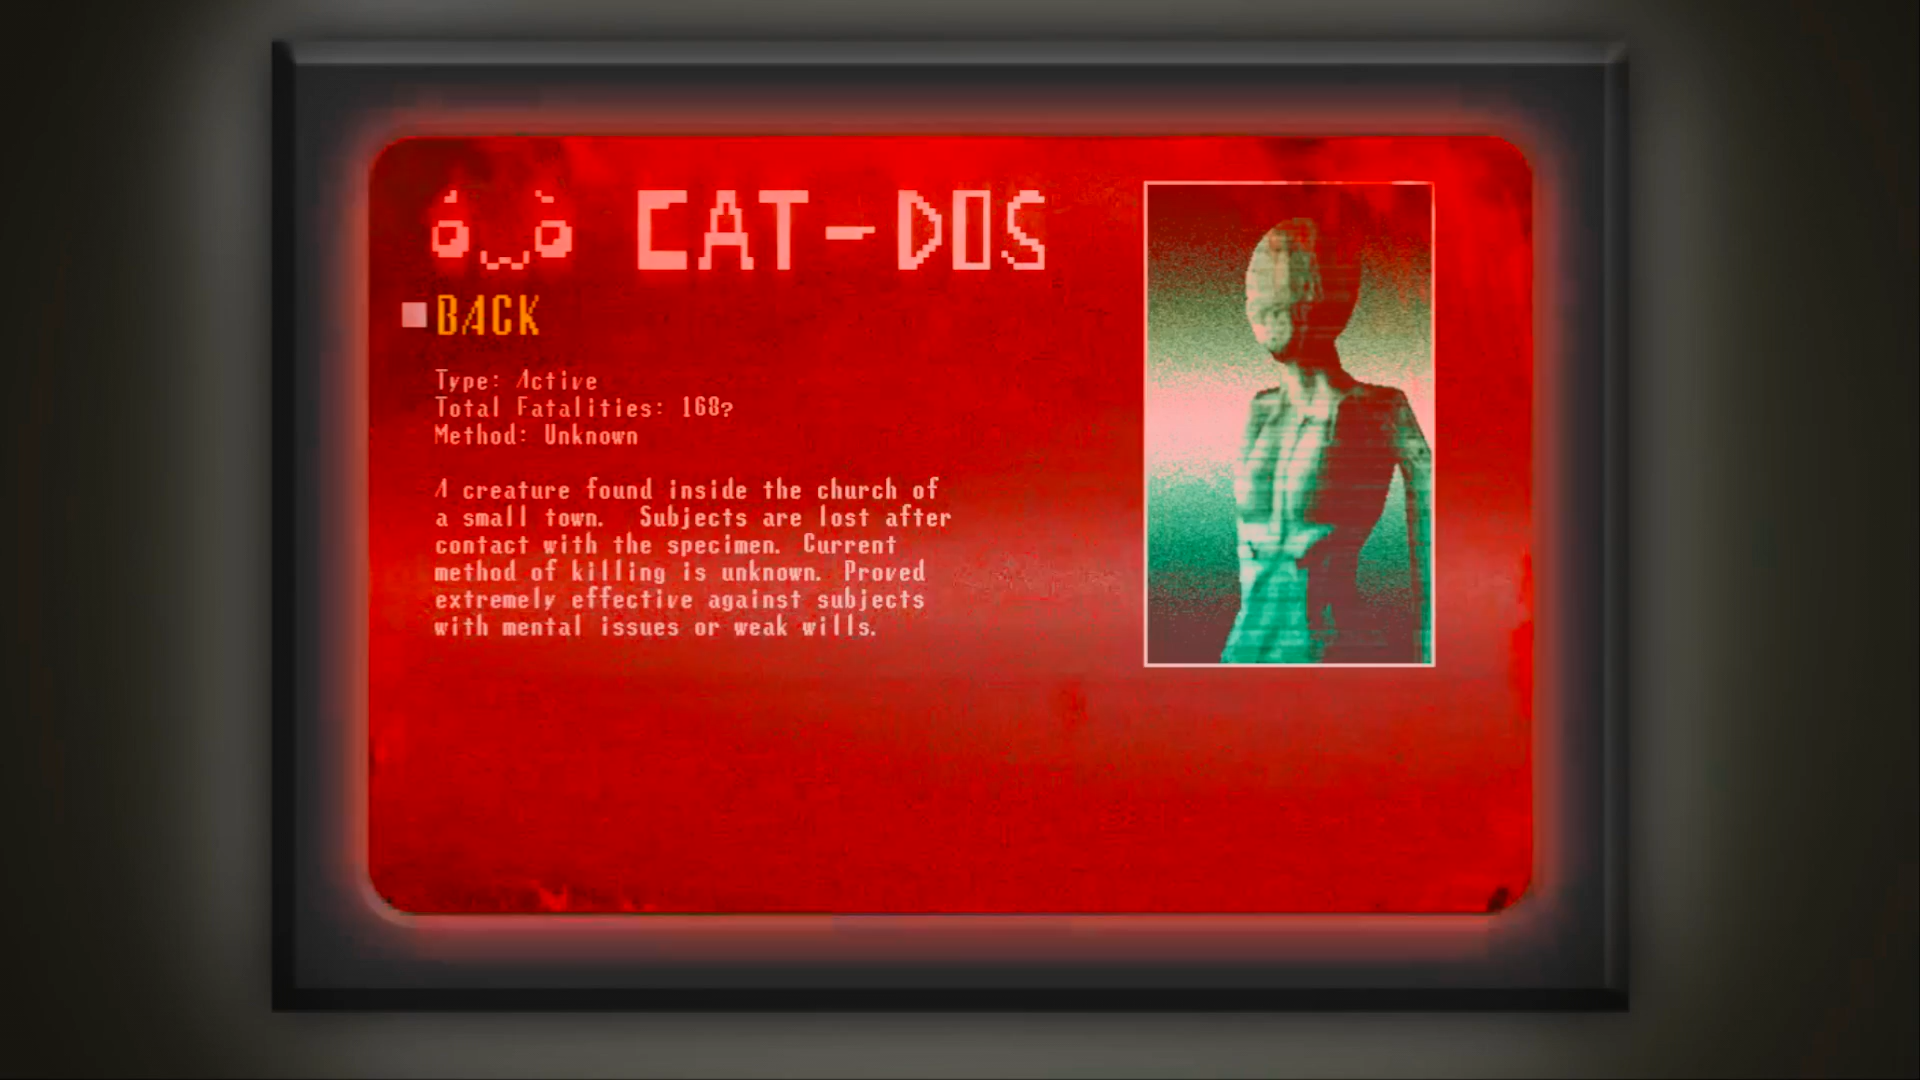 CAT-DOS
BACK
Type: Active
Total Fatalities: 168?
Method: Unknown
A creature found inside the church of
a small town. Subjects are lost after
contact with the specimen. Current
method of killing is unknown. Proved
extremely effective against subjects
with mental issues or weak wills.